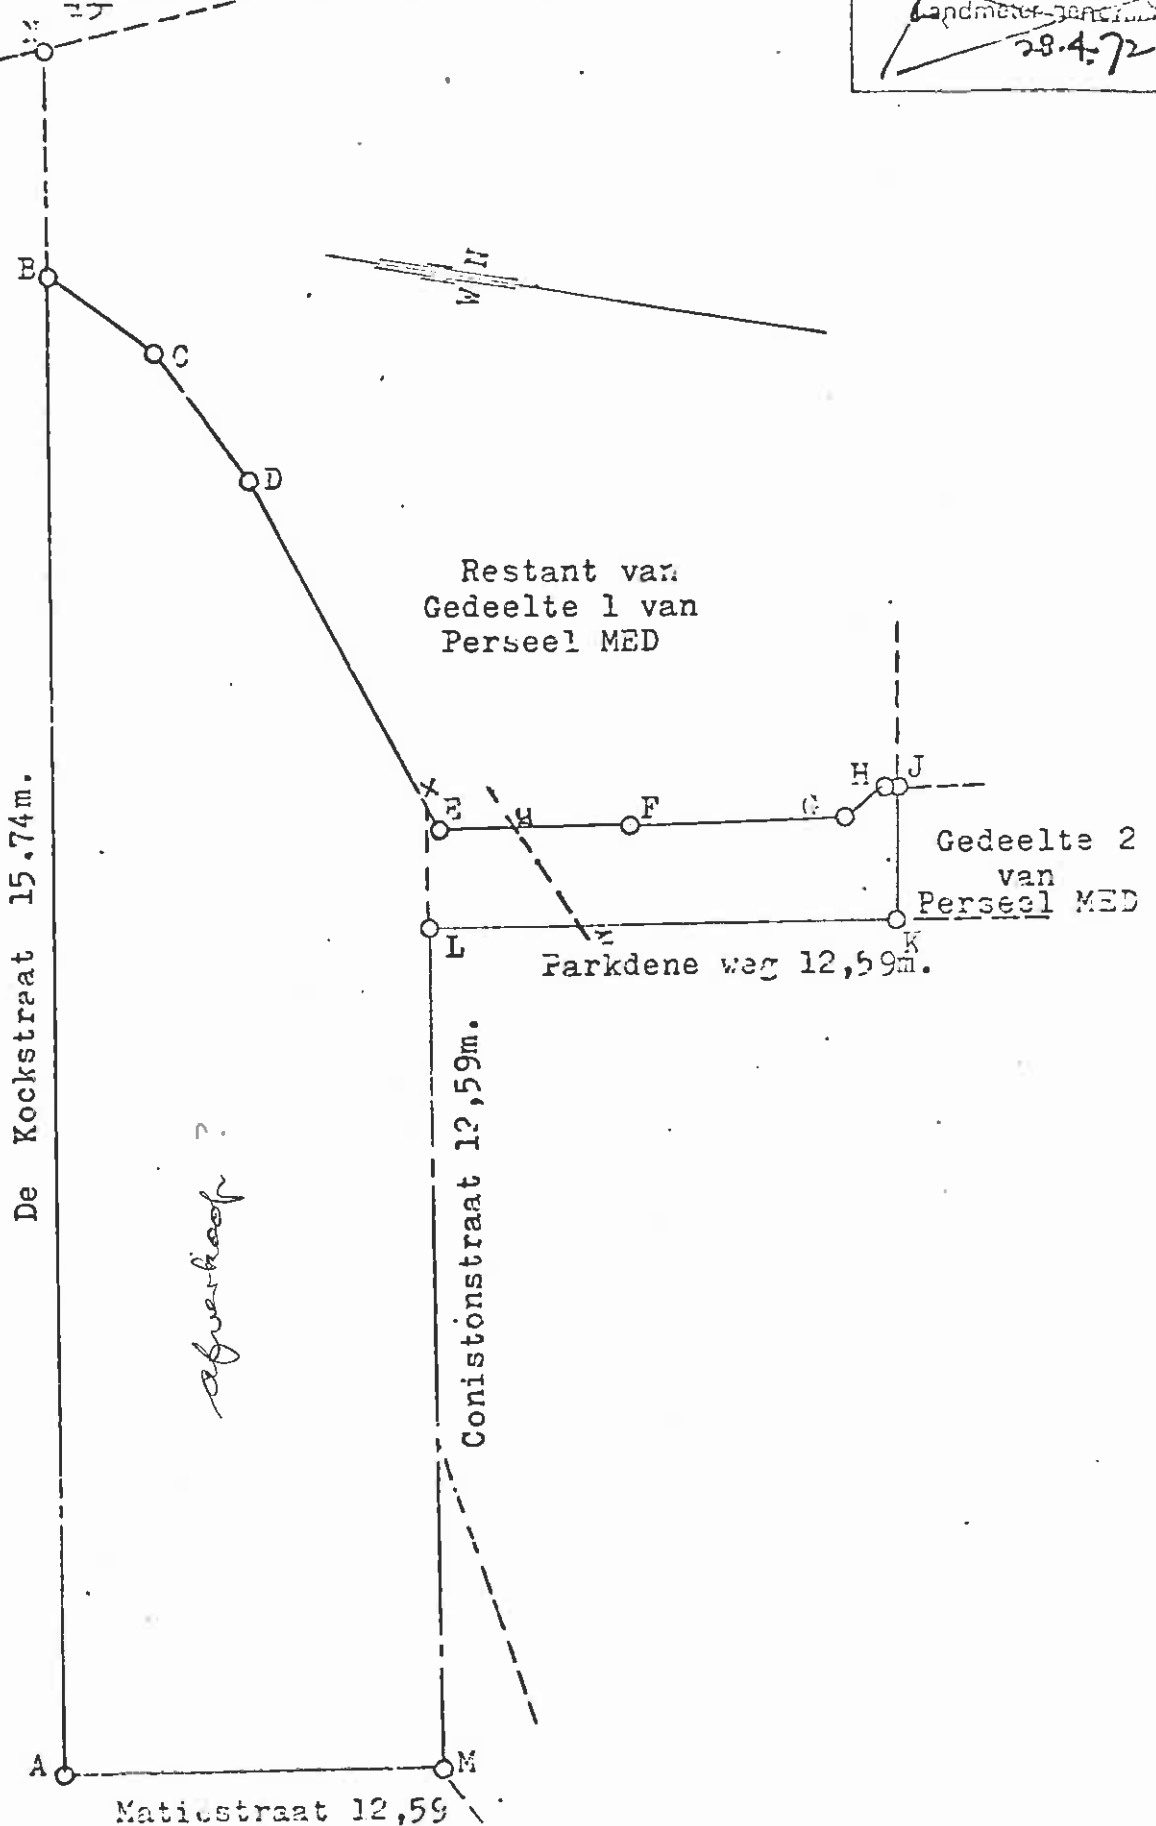 N
Landmeter-generaal
28.4.72
B
C
W N
D
Restant van
Gedeelte 1 van
Perseel MED
X
E
y
F
G
H
J
Gedeelte 2
van
Perseel MED
K
L
Parkdene weg 12,59m.
De Kockstraat 15.74m.
Conistonstraat 12,59m.
A
M
12,59